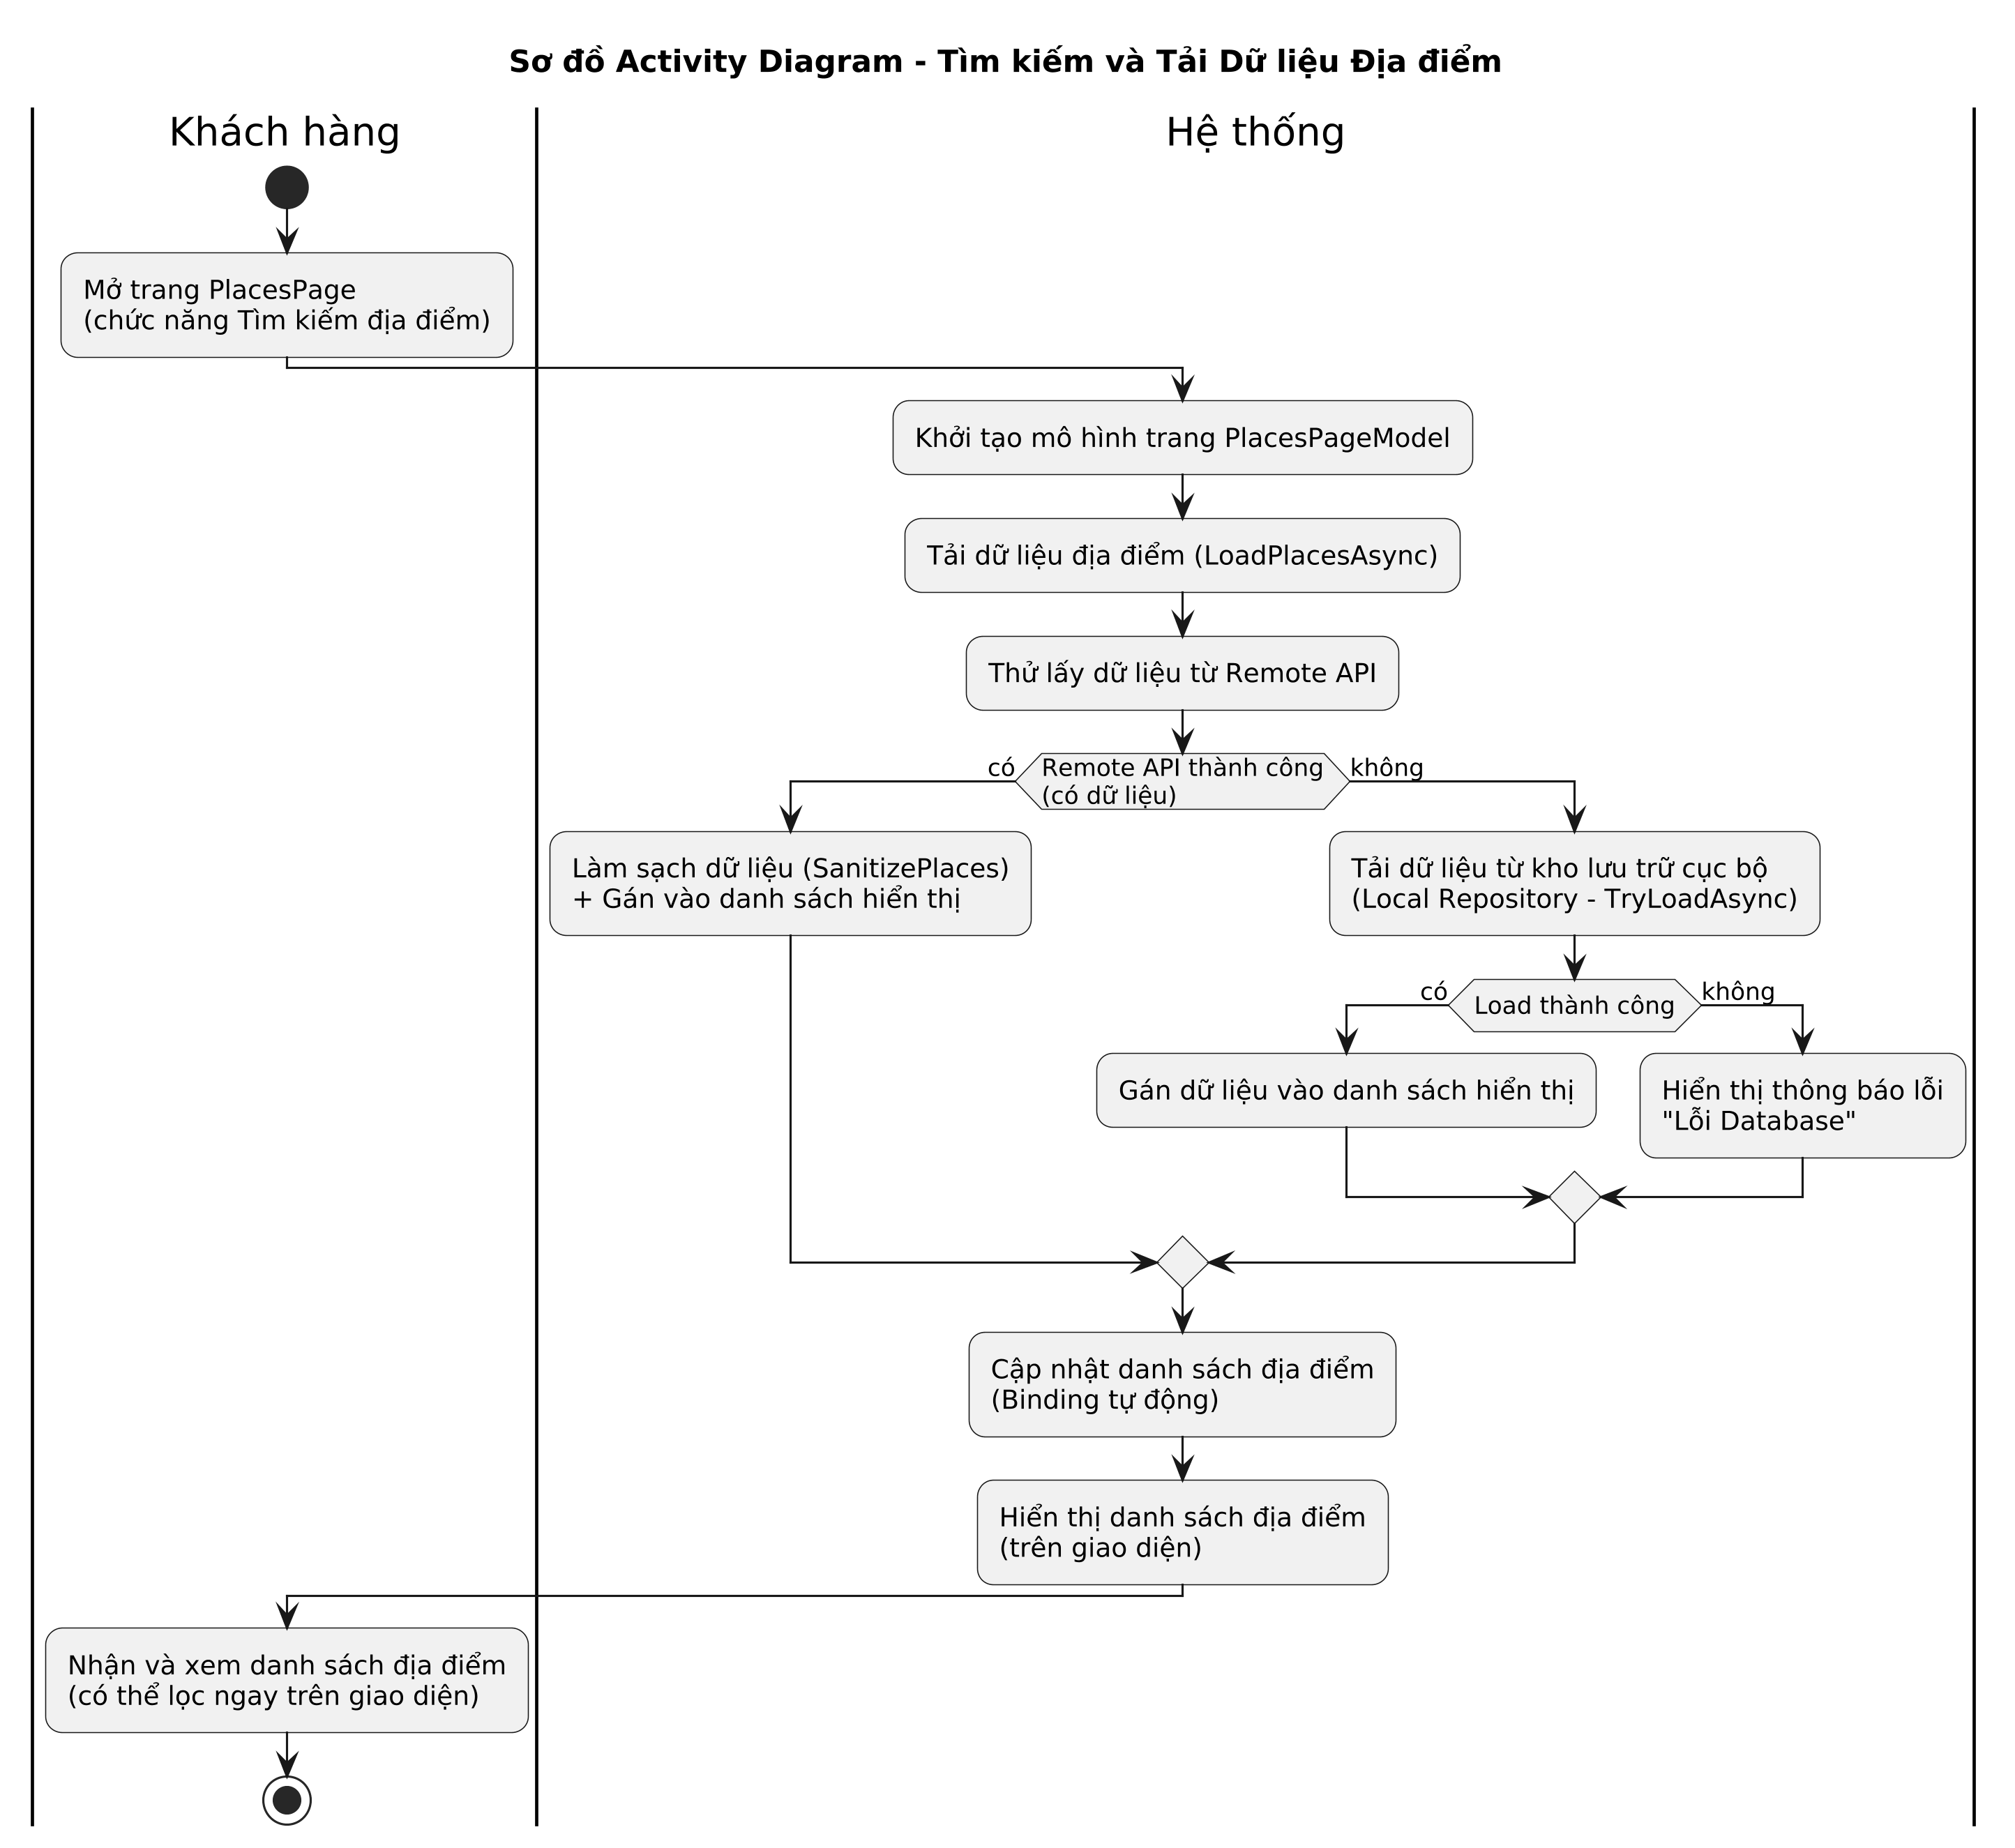 Sơ đồ Activity Diagram - Tìm kiếm và Tải Dữ liệu Địa điểm
Khách hàng
Hệ thống
Mở trang PlacesPage
(chức năng Tìm kiếm địa điểm)
Khởi tạo mô hình trang PlacesPageModel
Tải dữ liệu địa điểm (LoadPlacesAsync)
Thử lấy dữ liệu từ Remote API
có
Remote API thành công
(có dữ liệu)
không
Làm sạch dữ liệu (SanitizePlaces)
+ Gán vào danh sách hiển thị
Tải dữ liệu từ kho lưu trữ cục bộ
(Local Repository - TryLoadAsync)
có
Load thành công
không
Gán dữ liệu vào danh sách hiển thị
Hiển thị thông báo lỗi
"Lỗi Database"
Cập nhật danh sách địa điểm
(Binding tự động)
Hiển thị danh sách địa điểm
(trên giao diện)
Nhận và xem danh sách địa điểm
(có thể lọc ngay trên giao diện)